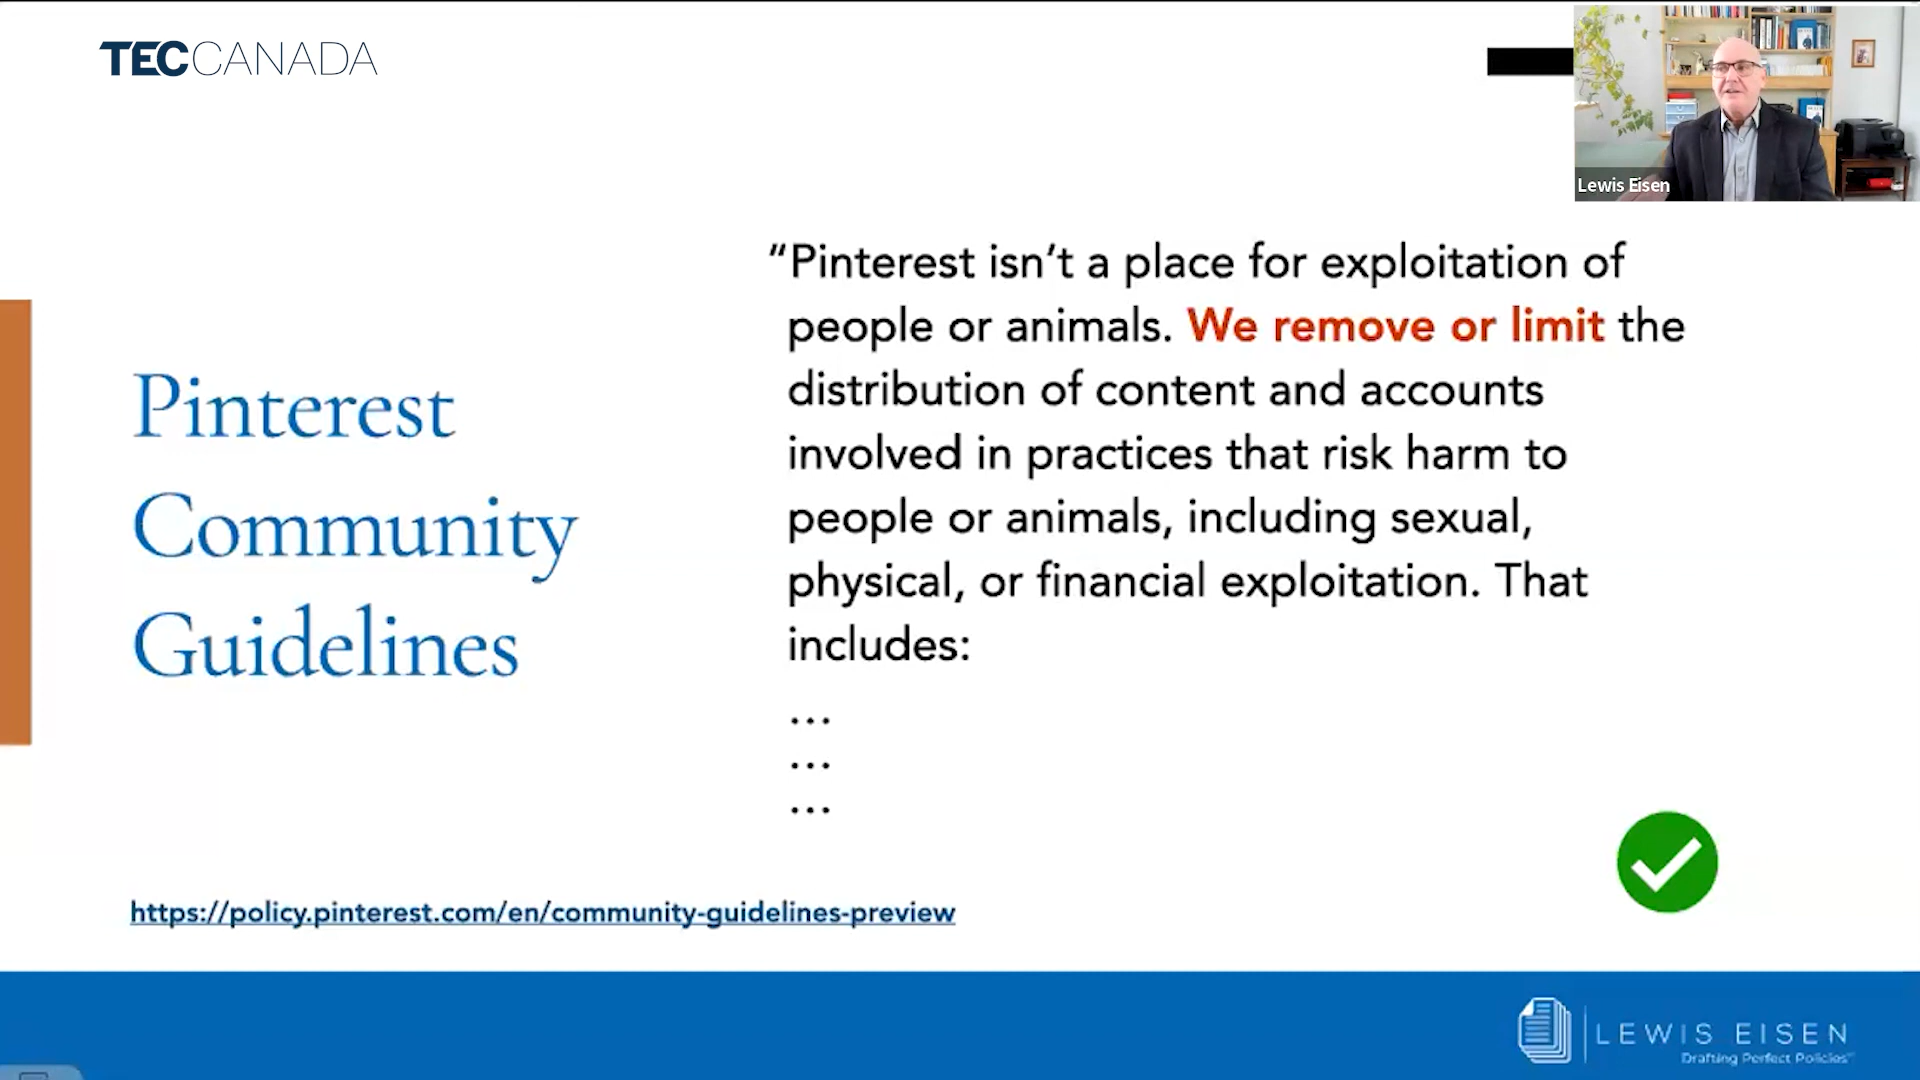 TECCANADA
Lewis Eisen
Pinterest
Community
Guidelines
“Pinterest isn’t a place for exploitation of
people or animals. We remove or limit the
distribution of content and accounts
involved in practices that risk harm to
people or animals, including sexual,
physical, or financial exploitation. That
includes:
...
...
...
https://policy.pinterest.com/en/community-guidelines-preview
LEWIS EISEN
Drafting Perfect Policies™